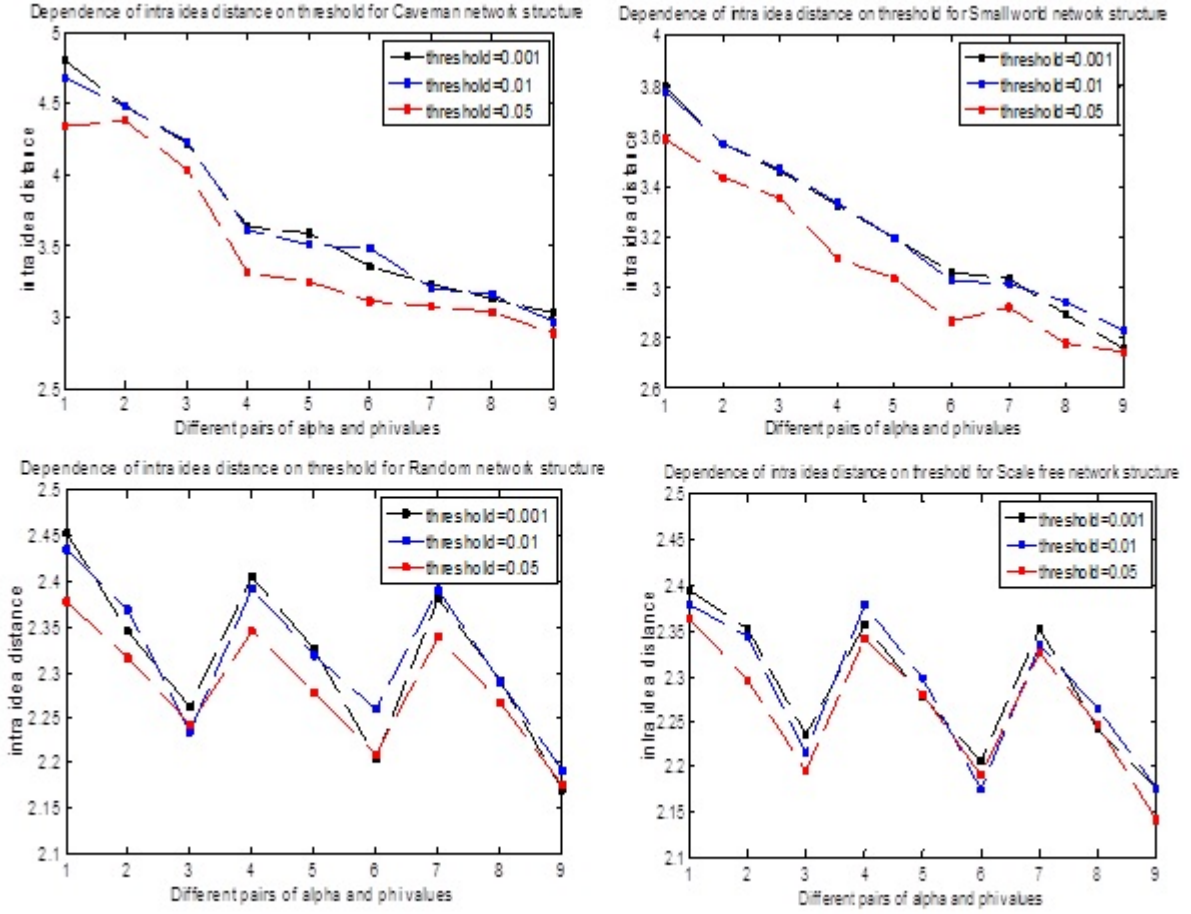 Dependence of intra idea distance on threshold for Caveman network structure
5
4.5
4
3.5
3
2.5
intra idea distance
threshold=0.001
threshold=0.01
threshold=0.05
1 2 3 4 5 6 7 8 9
Different pairs of alpha and phi values
Dependence of intra idea distance on threshold for Small world network structure
4
3.8
3.6
3.4
3.2
3
2.8
2.6
intra idea distance
threshold=0.001
threshold=0.01
threshold=0.05
1 2 3 4 5 6 7 8 9
Different pairs of alpha and phi values
Dependence of intra idea distance on threshold for Random network structure
2.5
2.45
2.4
2.35
2.3
2.25
2.2
2.15
2.1
intra idea distance
threshold=0.001
threshold=0.01
threshold=0.05
1 2 3 4 5 6 7 8 9
Different pairs of alpha and phi values
Dependence of intra idea distance on threshold for Scale free network structure
2.5
2.45
2.4
2.35
2.3
2.25
2.2
2.15
2.1
intra idea distance
threshold=0.001
threshold=0.01
threshold=0.05
1 2 3 4 5 6 7 8 9
Different pairs of alpha and phi values